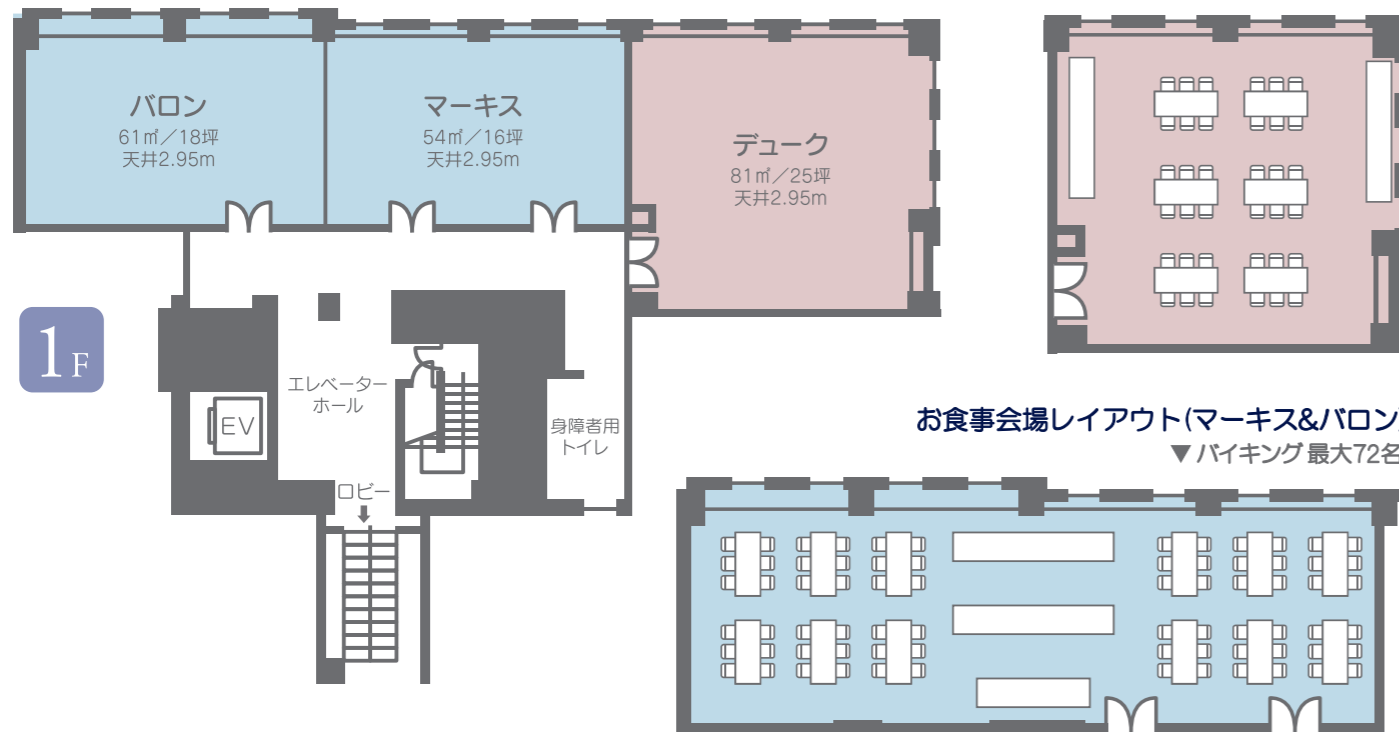 バロン
61㎡/18坪
天井2.95m
マーキス
54㎡/16坪
天井2.95m
デューク
81㎡/25坪
天井2.95m
1F
エレベーター
ホール
EV
身障者用
トイレ
ロビー
お食事会場レイアウト(マーキス&バロン)
▼バイキング 最大72名